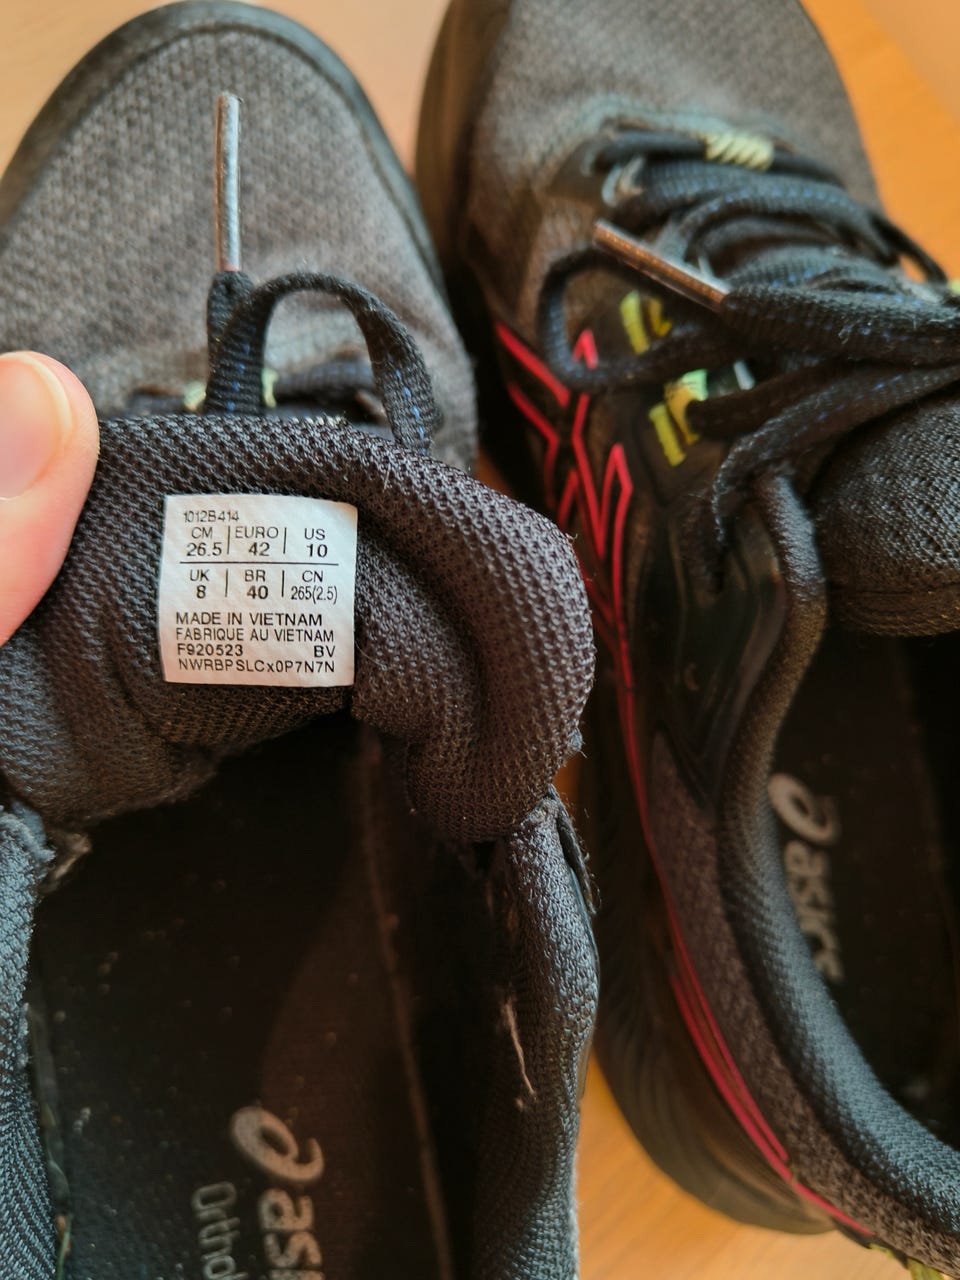 1012B414
CM | EURO | US
26.5 | 42 | 10
UK | BR | CN
8 | 40 | 265(2.5)
MADE IN VIETNAM
FABRIQUE AU VIETNAM
F920523 BV
NWRBPSLCx0P7N7N
asics